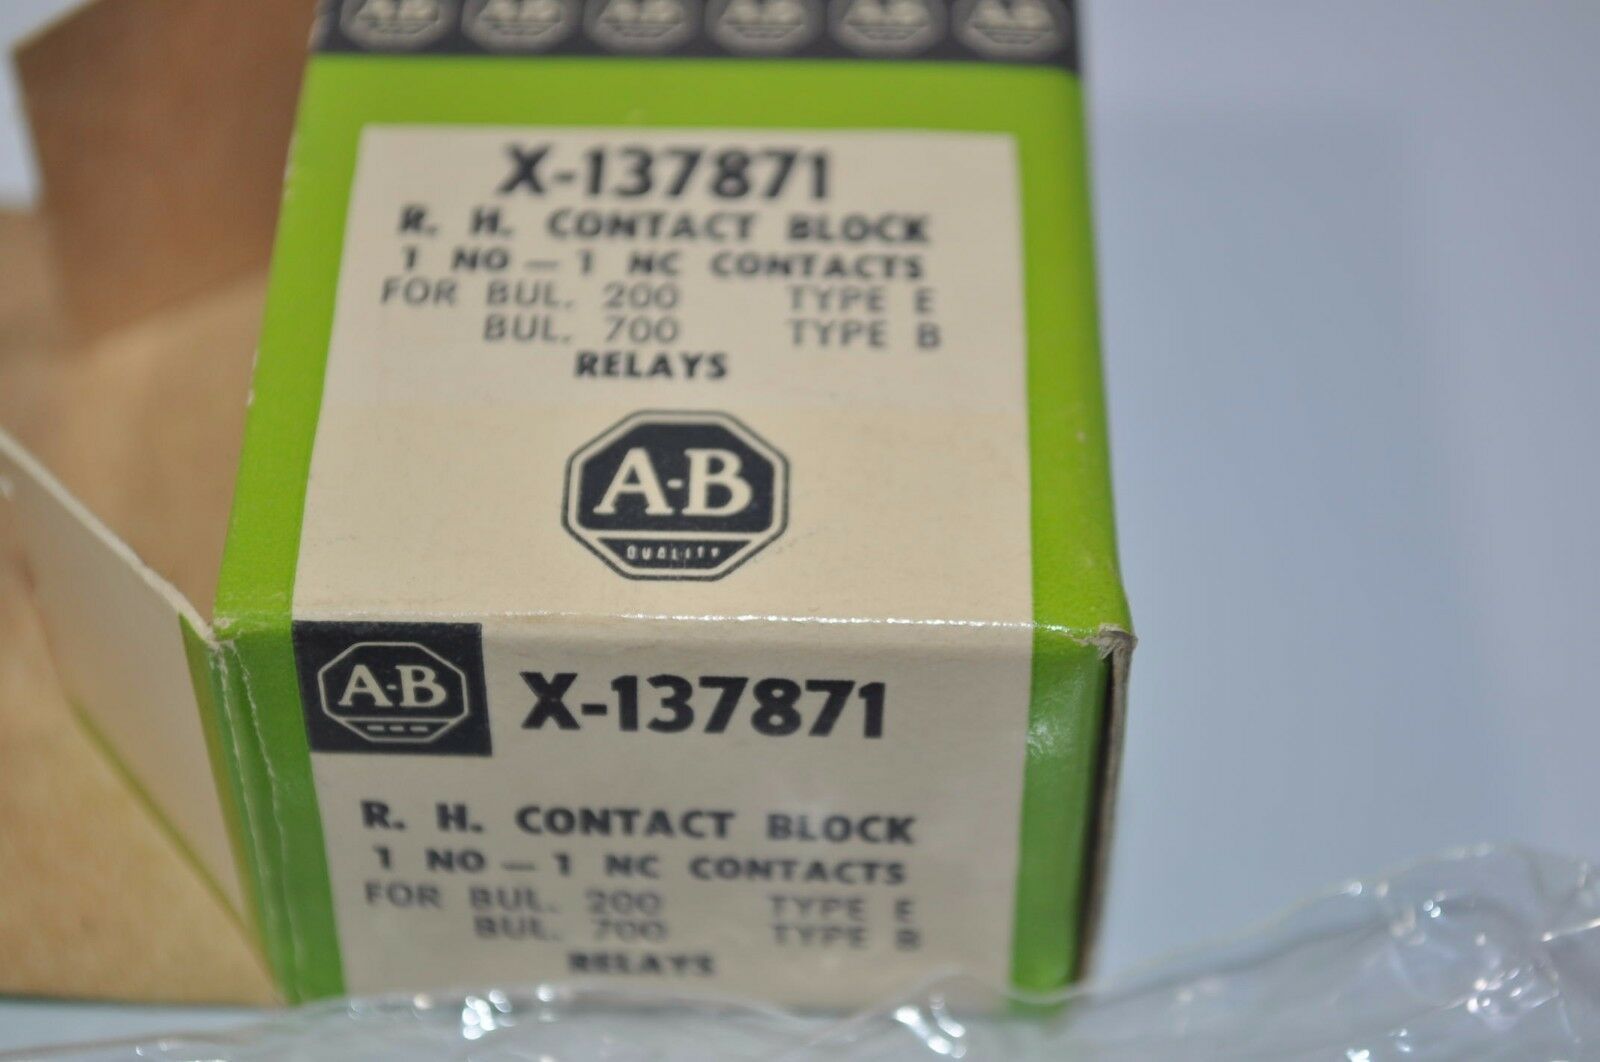 A-B A-B A-B A-B A-B A-B
X-137871
R. H. CONTACT BLOCK
1 NO — 1 NC CONTACTS
FOR BUL. 200 TYPE E
BUL. 700 TYPE B
RELAYS
A-B
QUALITY
A-B
X-137871
R. H. CONTACT BLOCK
1 NO — 1 NC CONTACTS
FOR BUL. 200 TYPE E
BUL. 700 TYPE B
RELAYS